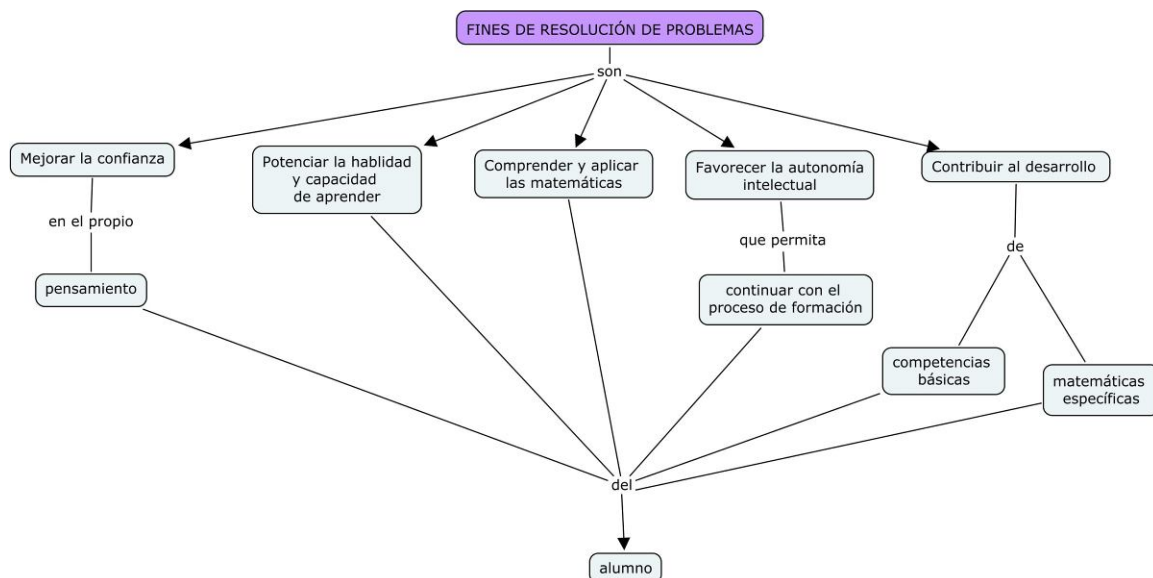 FINES DE RESOLUCIÓN DE PROBLEMAS
son
Mejorar la confianza
Potenciar la hablidad
y capacidad
de aprender
Comprender y aplicar
las matemáticas
Favorecer la autonomía
intelectual
Contribuir al desarrollo
en el propio
que permita
de
pensamiento
continuar con el
proceso de formación
competencias
básicas
matemáticas
específicas
del
alumno